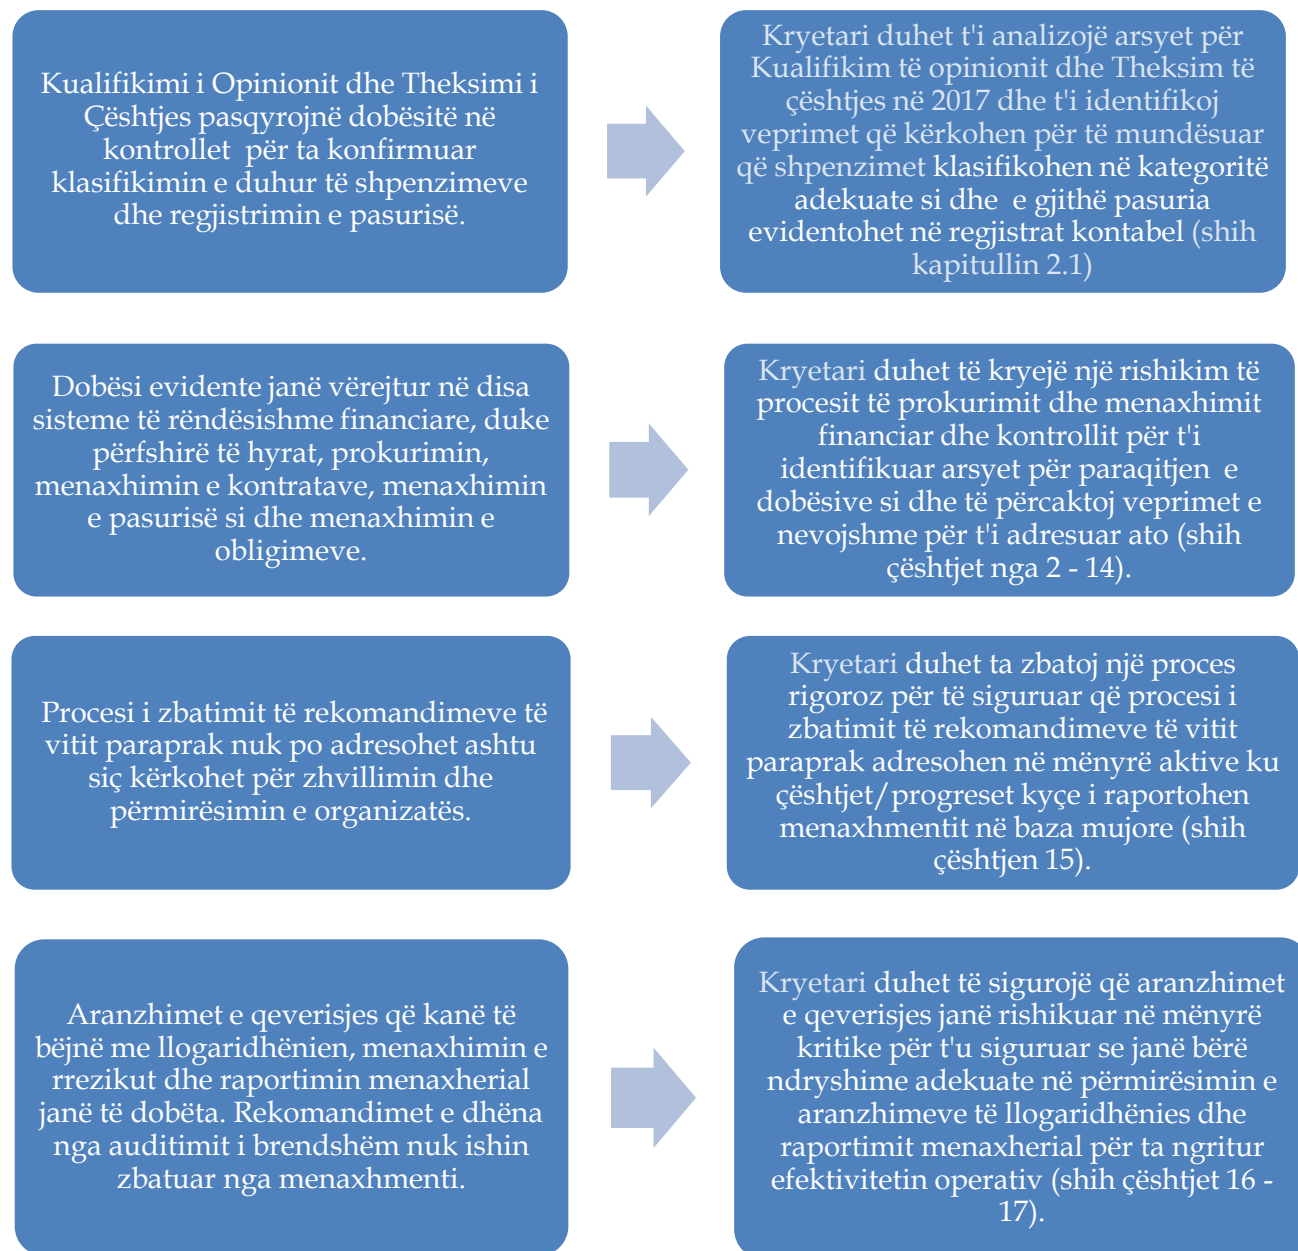 Kualifikimi i Opinionit dhe Theksimi i
Çështjes pasqyrojnë dobësitë në
kontrollet për ta konfirmuar
klasifikimin e duhur të shpenzimeve
dhe regjistrimin e pasurisë.
Kryetari duhet t'i analizojë arsyet për
Kualifikim të opinionit dhe Theksim të
çështjes në 2017 dhe t'i identifikoj
veprimet që kërkohen për të mundësuar
që shpenzimet klasifikohen në kategoritë
adekuate si dhe e gjithë pasuria
evidentohet në regjistrat kontabel (shih
kapitullin 2.1)
Dobësi evidente janë vërejtur në disa
sisteme të rëndësishme financiare, duke
përfshirë të hyrat, prokurimin,
menaxhimin e kontratave, menaxhimin
e pasurisë si dhe menaxhimin e
obligimeve.
Kryetari duhet të kryejë një rishikim të
procesit të prokurimit dhe menaxhimit
financiar dhe kontrollit për t'i
identifikuar arsyet për paraqitjen e
dobësive si dhe të përcaktoj veprimet e
nevojshme për t'i adresuar ato (shih
çështjet nga 2 - 14).
Procesi i zbatimit të rekomandimeve të
vitit paraprak nuk po adresohet ashtu
siç kërkohet për zhvillimin dhe
përmirësimin e organizatës.
Kryetari duhet ta zbatoj një proces
rigoroz për të siguruar që procesi i
zbatimit të rekomandimeve të vitit
paraprak adresohen në mënyrë aktive ku
çështjet/progreset kyçe i raportohen
menaxhmentit në baza mujore (shih
çështjen 15).
Aranzhimet e qeverisjes që kanë të
bëjnë me llogaridhënien, menaxhimin e
rrezikut dhe raportimin menaxherial
janë të dobëta. Rekomandimet e dhëna
nga auditimit i brendshëm nuk ishin
zbatuar nga menaxhmenti.
Kryetari duhet të sigurojë që aranzhimet
e qeverisjes janë rishikuar në mënyrë
kritike për t'u siguruar se janë bërë
ndryshime adekuate në përmirësimin e
aranzhimeve të llogaridhënies dhe
raportimit menaxherial për ta ngritur
efektivitetin operativ (shih çështjet 16 -
17).